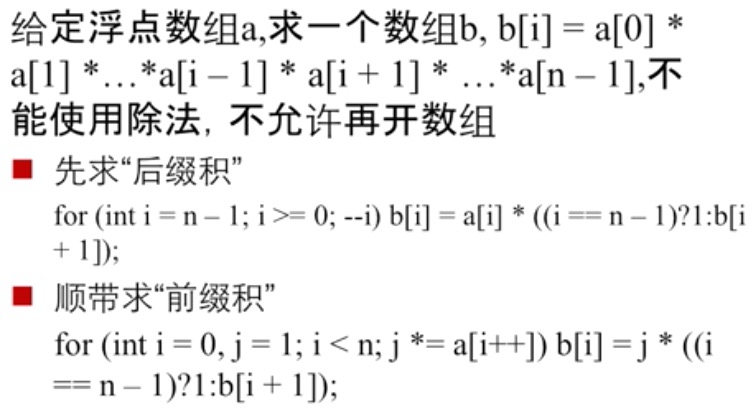 给定浮点数组a,求一个数组b, b[i] = a[0] *
a[1] *…*a[i – 1] * a[i + 1] * …*a[n – 1],不
能使用除法, 不允许再开数组
先求“后缀积”
for (int i = n – 1; i >= 0; --i) b[i] = a[i] * ((i == n – 1)?1:b[i
+ 1]);
顺带求“前缀积”
for (int i = 0, j = 1; i < n; j *= a[i++]) b[i] = j * ((i
== n – 1)?1:b[i + 1]);